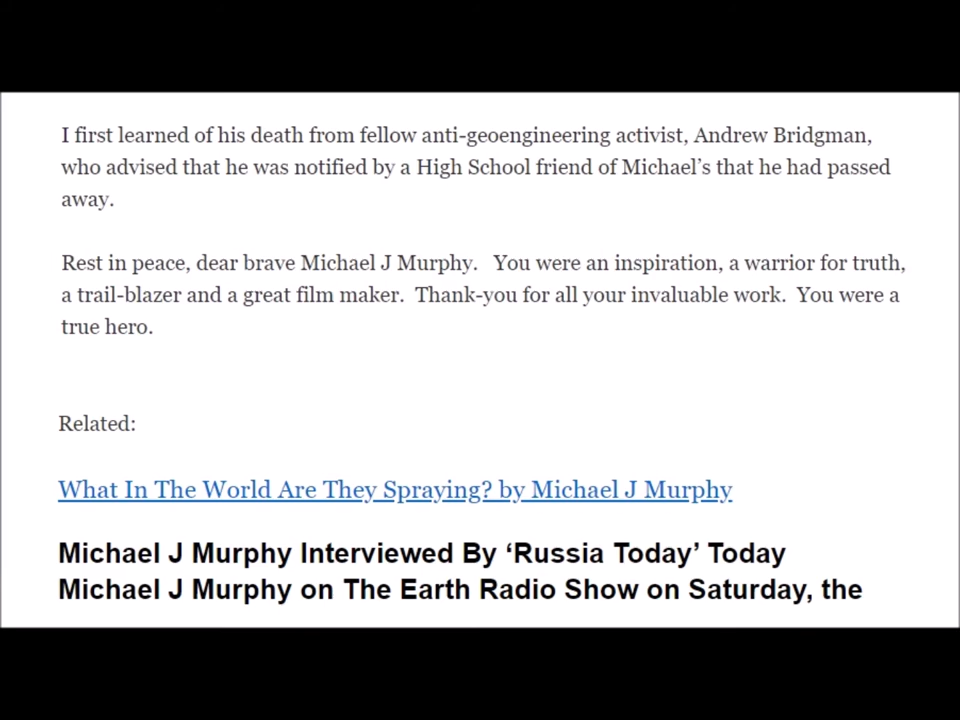 I first learned of his death from fellow anti-geoengineering activist, Andrew Bridgman,
who advised that he was notified by a High School friend of Michael’s that he had passed
away.
Rest in peace, dear brave Michael J Murphy.   You were an inspiration, a warrior for truth,
a trail-blazer and a great film maker.  Thank-you for all your invaluable work.  You were a
true hero.
Related:
What In The World Are They Spraying? by Michael J Murphy
Michael J Murphy Interviewed By ‘Russia Today’ Today
Michael J Murphy on The Earth Radio Show on Saturday, the